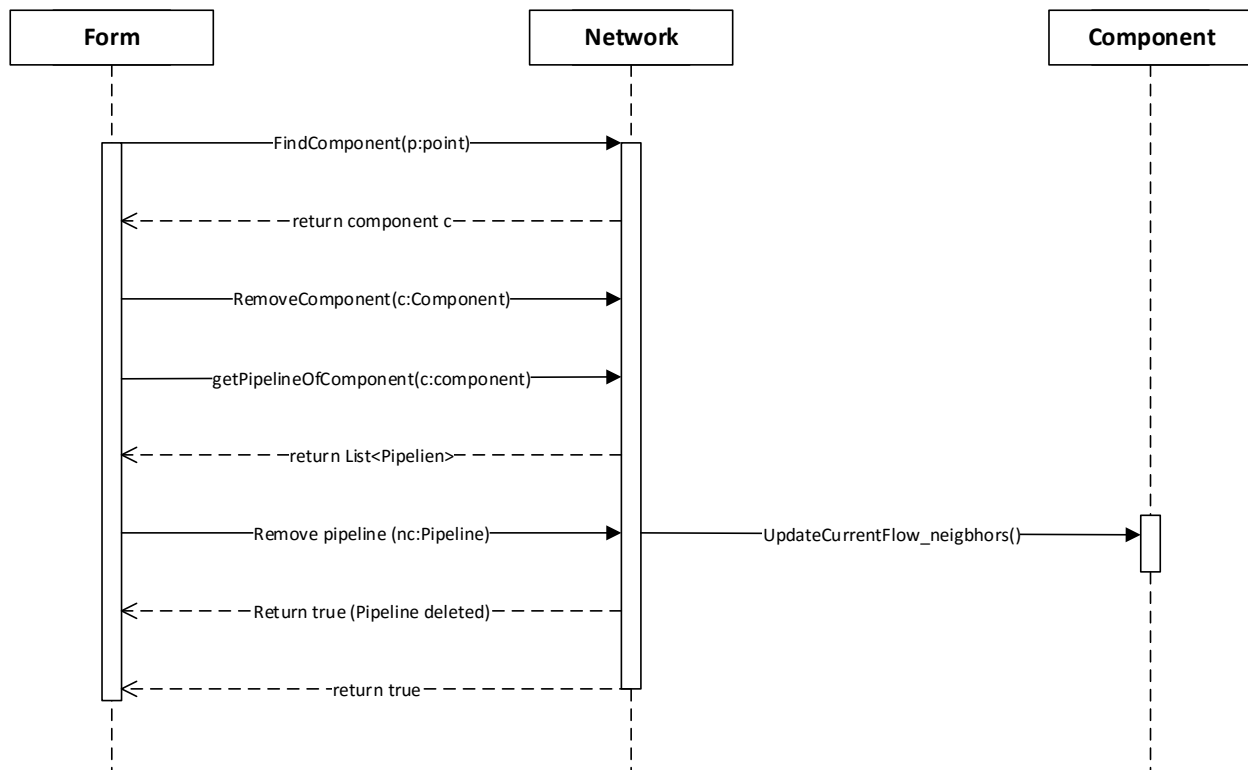 Form
Network
Component
FindComponent(p:point)
return component c
RemoveComponent(c:Component)
getPipelineOfComponent(c:component)
return List<Pipelien>
Remove pipeline (nc:Pipeline)
UpdateCurrentFlow_neigbhors()
Return true (Pipeline deleted)
return true